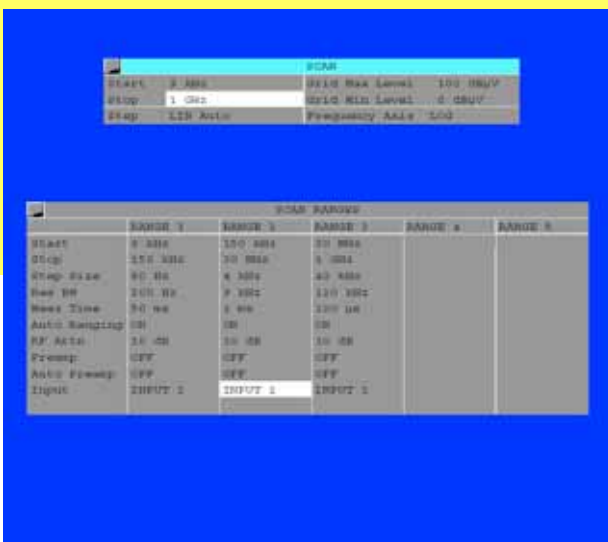 SCAN
Start 9 kHz Grid Max Level 100 dBµV
Stop 1 GHz Grid Min Level 0 dBµV
Step LIN Auto Frequency Axis LOG
SCAN RANGES
RANGE 1 RANGE 2 RANGE 3 RANGE 4 RANGE 5
Start 9 kHz 150 kHz 30 MHz
Stop 150 kHz 30 MHz 1 GHz
Step Size 80 Hz 4 kHz 40 kHz
Res BW 200 Hz 9 kHz 120 kHz
Meas Time 50 ms 1 ms 100 µs
Auto Ranging ON ON ON
RF Attn 10 dB 10 dB 10 dB
Preamp OFF OFF OFF
Auto Preamp OFF OFF OFF
Input INPUT 1 INPUT 1 INPUT 1